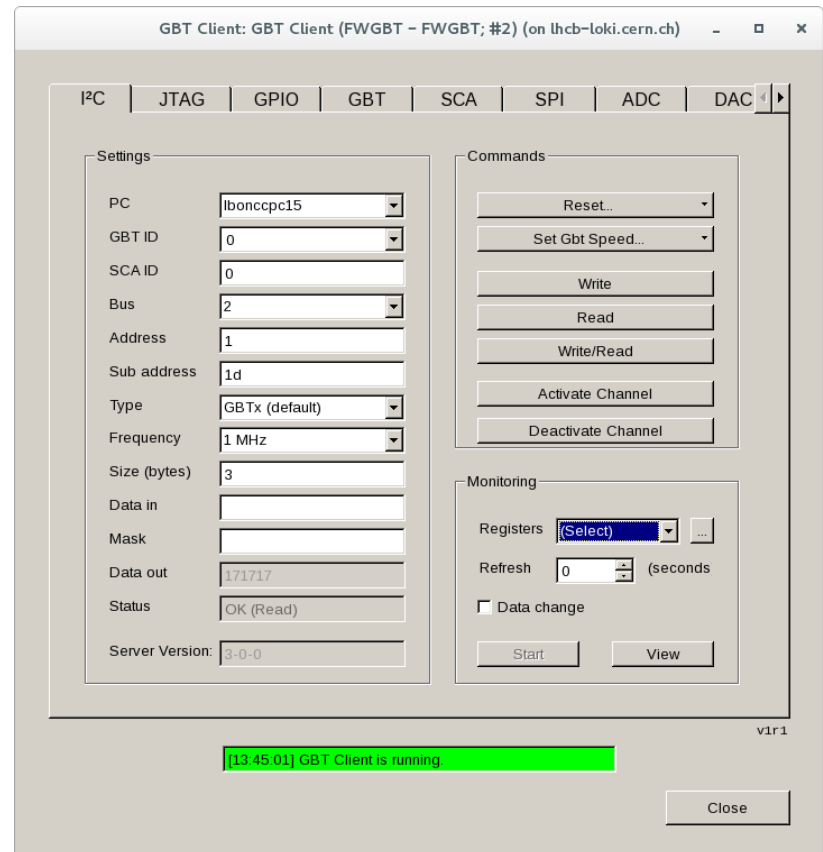 GBT Client: GBT Client (FWGBT - FWGBT; #2) (on lhcb-loki.cern.ch)
I²C JTAG GPIO GBT SCA SPI ADC DAC
Settings
PC lbonccpc15
GBT ID 0
SCA ID 0
Bus 2
Address 1
Sub address 1d
Type GBTx (default)
Frequency 1 MHz
Size (bytes) 3
Data in
Mask
Data out 171717
Status OK (Read)
Server Version: 3-0-0
Commands
Reset...
Set Gbt Speed...
Write
Read
Write/Read
Activate Channel
Deactivate Channel
Monitoring
Registers (Select) ...
Refresh 0 (seconds
Data change
Start View
v1r1
[13:45:01] GBT Client is running.
Close